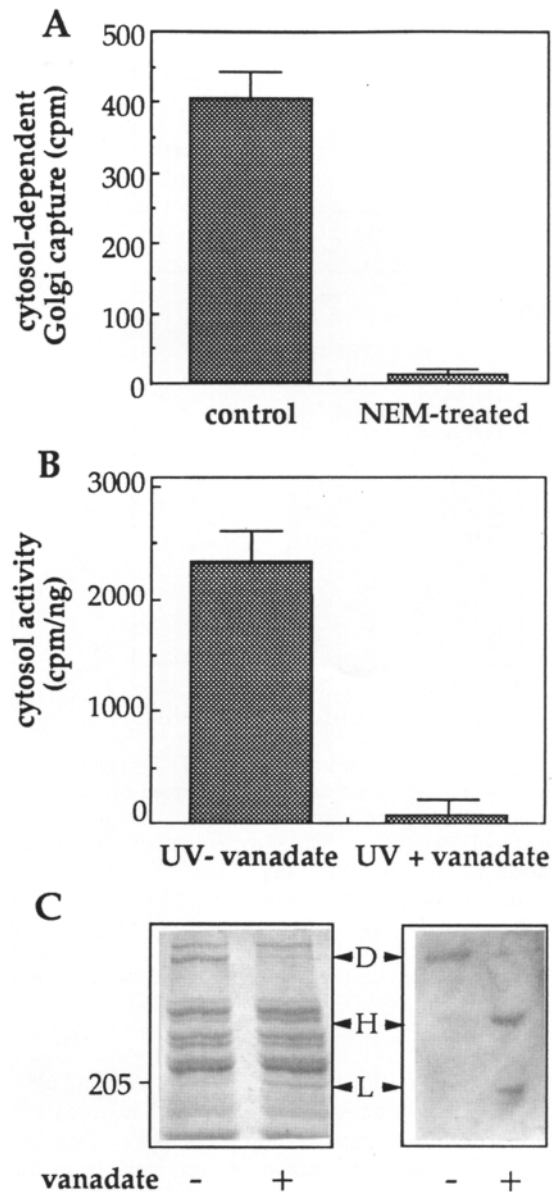 A
cytosol-dependent
Golgi capture (cpm)
500
400
300
200
100
0
control NEM-treated
B
cytosol activity
(cpm/ng)
3000
2000
1000
0
UV- vanadate UV + vanadate
C
D
H
205
L
vanadate - + - +